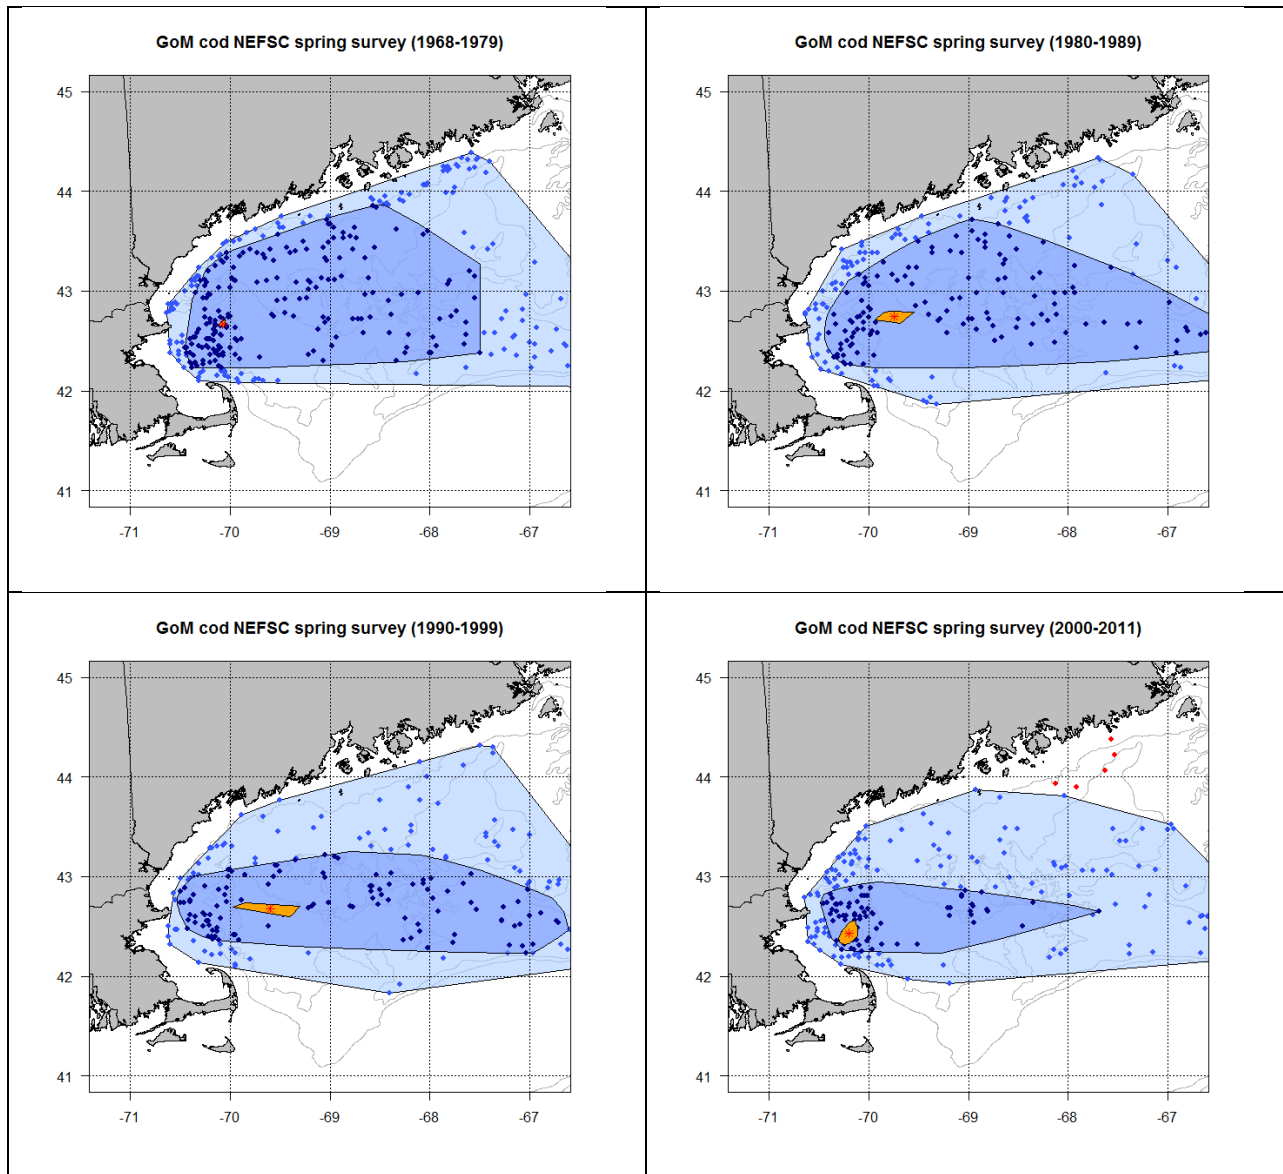 GoM cod NEFSC spring survey (1968-1979)
45
44
43
42
41
-71 -70 -69 -68 -67
GoM cod NEFSC spring survey (1980-1989)
45
44
43
42
41
-71 -70 -69 -68 -67
GoM cod NEFSC spring survey (1990-1999)
45
44
43
42
41
-71 -70 -69 -68 -67
GoM cod NEFSC spring survey (2000-2011)
45
44
43
42
41
-71 -70 -69 -68 -67